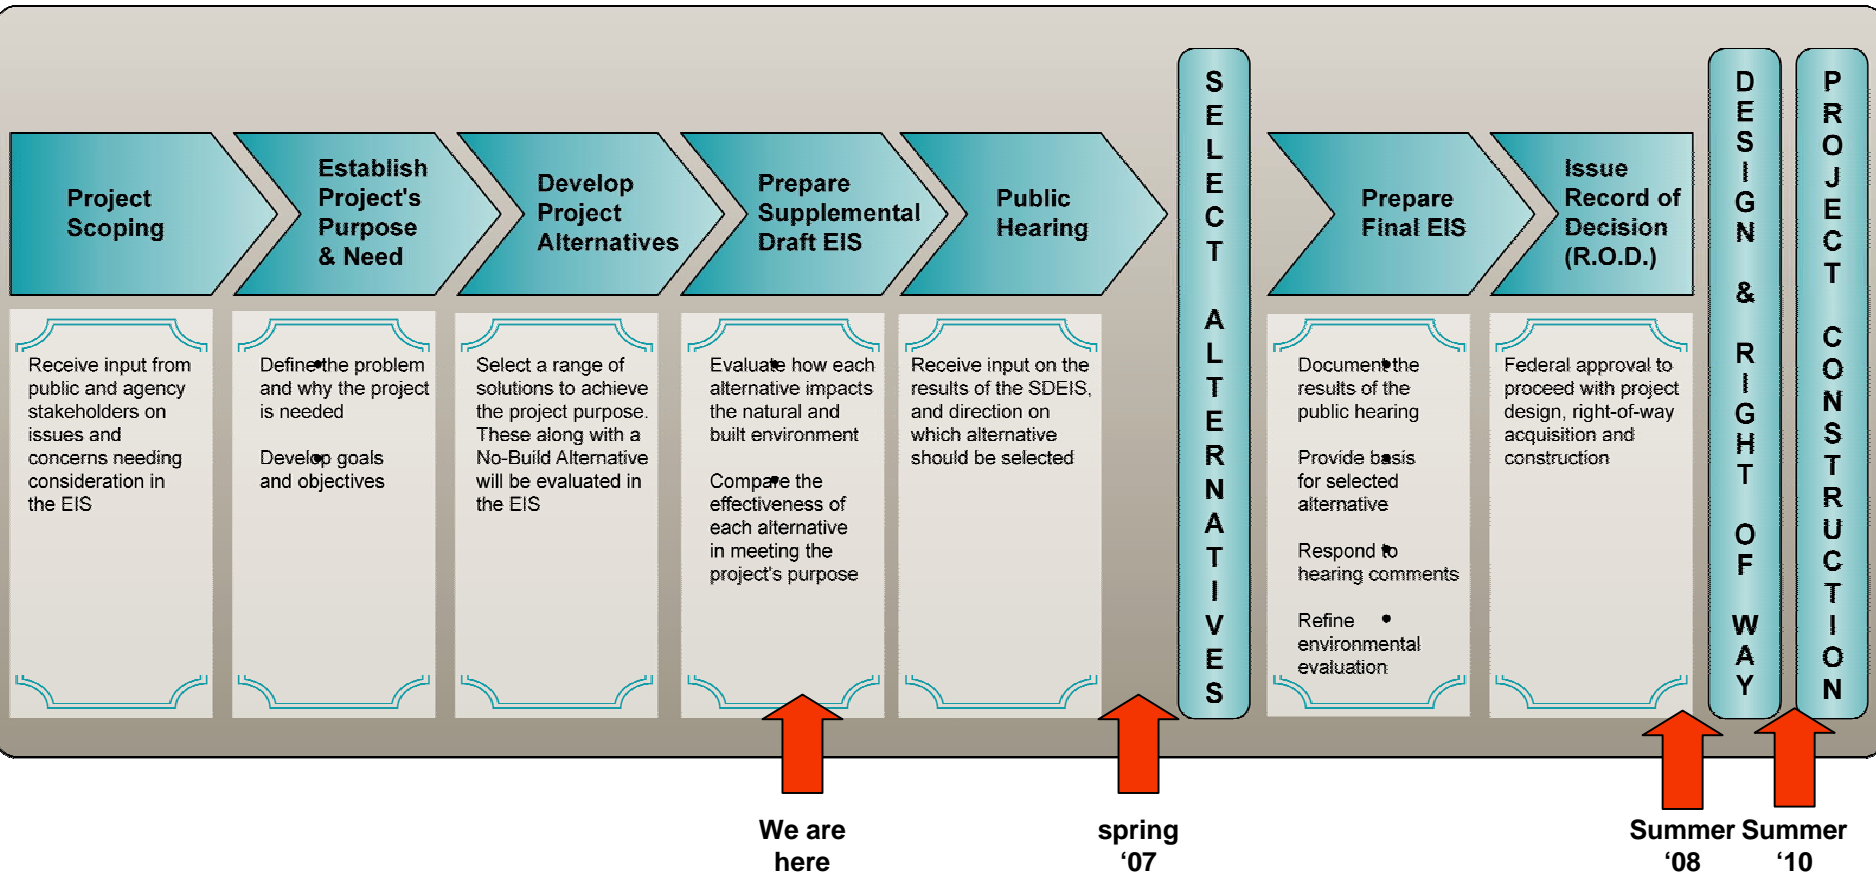 Project
Scoping
Establish
Project's
Purpose
& Need
Develop
Project
Alternatives
Prepare
Supplemental
Draft EIS
Public
Hearing
SELECT ALTERNATIVES
Prepare
Final EIS
Issue
Record of
Decision
(R.O.D.)
DESIGN & RIGHT OF WAY
PROJECT CONSTRUCTION
Receive input from
public and agency
stakeholders on
issues and
concerns needing
consideration in
the EIS
Define the problem
and why the project
is needed
Develop goals
and objectives
Select a range of
solutions to achieve
the project purpose.
These along with a
No-Build Alternative
will be evaluated in
the EIS
Evaluate how each
alternative impacts
the natural and
built environment
Compare the
effectiveness of
each alternative
in meeting the
project's purpose
Receive input on the
results of the SDEIS,
and direction on
which alternative
should be selected
Document the
results of the
public hearing
Provide basis
for selected
alternative
Respond to
hearing comments
Refine
environmental
evaluation
Federal approval to
proceed with project
design, right-of-way
acquisition and
construction
We are
here
spring
‘07
Summer
‘08
Summer
‘10